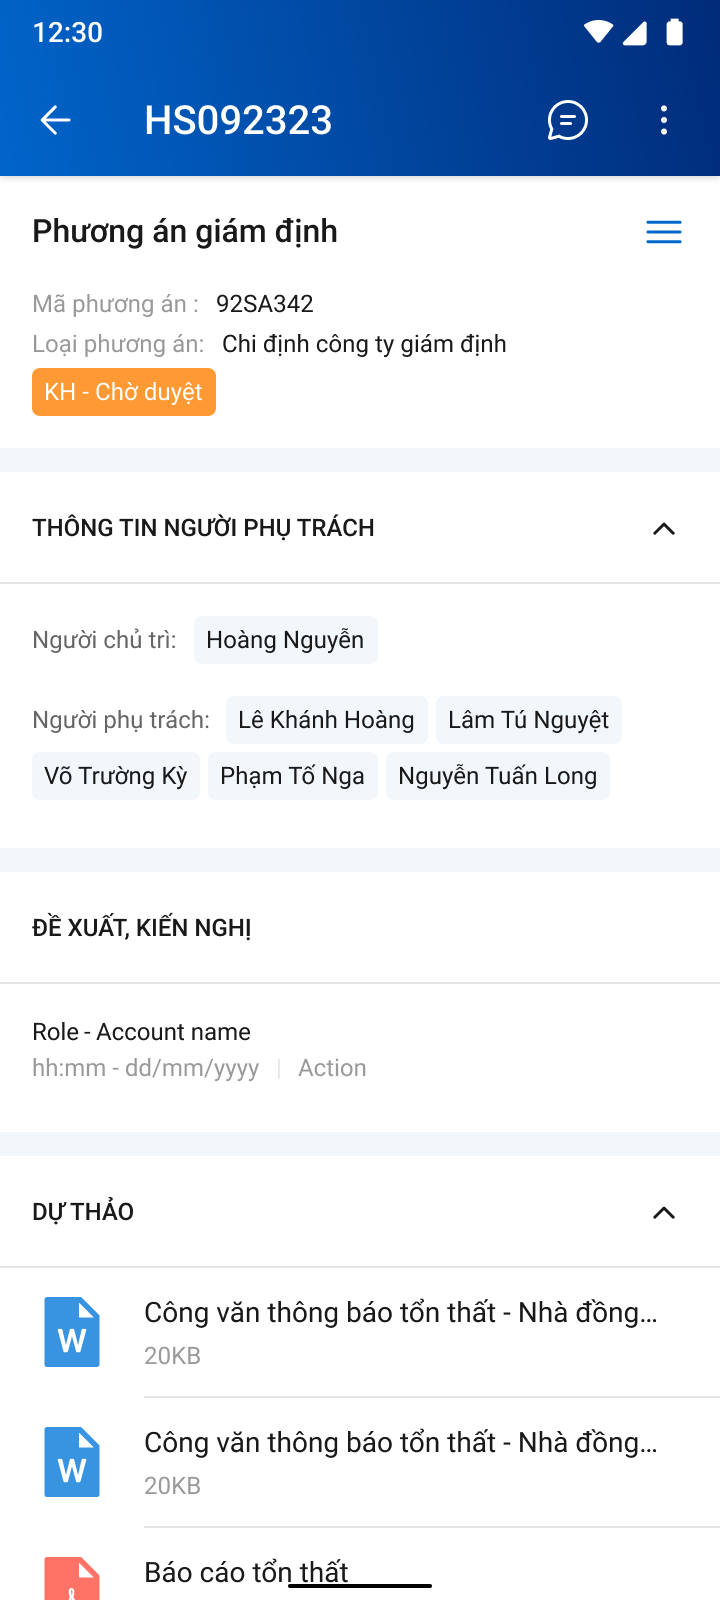 12:30
HS092323
Phương án giám định
Mã phương án : 92SA342
Loại phương án: Chi định công ty giám định
KH - Chờ duyệt
THÔNG TIN NGƯỜI PHỤ TRÁCH
Người chủ trì: Hoàng Nguyễn
Người phụ trách: Lê Khánh Hoàng Lâm Tú Nguyệt
Võ Trường Kỳ Phạm Tố Nga Nguyễn Tuấn Long
ĐỀ XUẤT, KIẾN NGHỊ
Role - Account name
hh:mm - dd/mm/yyyy | Action
DỰ THẢO
W Công văn thông báo tổn thất - Nhà đồng...
20KB
W Công văn thông báo tổn thất - Nhà đồng...
20KB
Báo cáo tổn thất